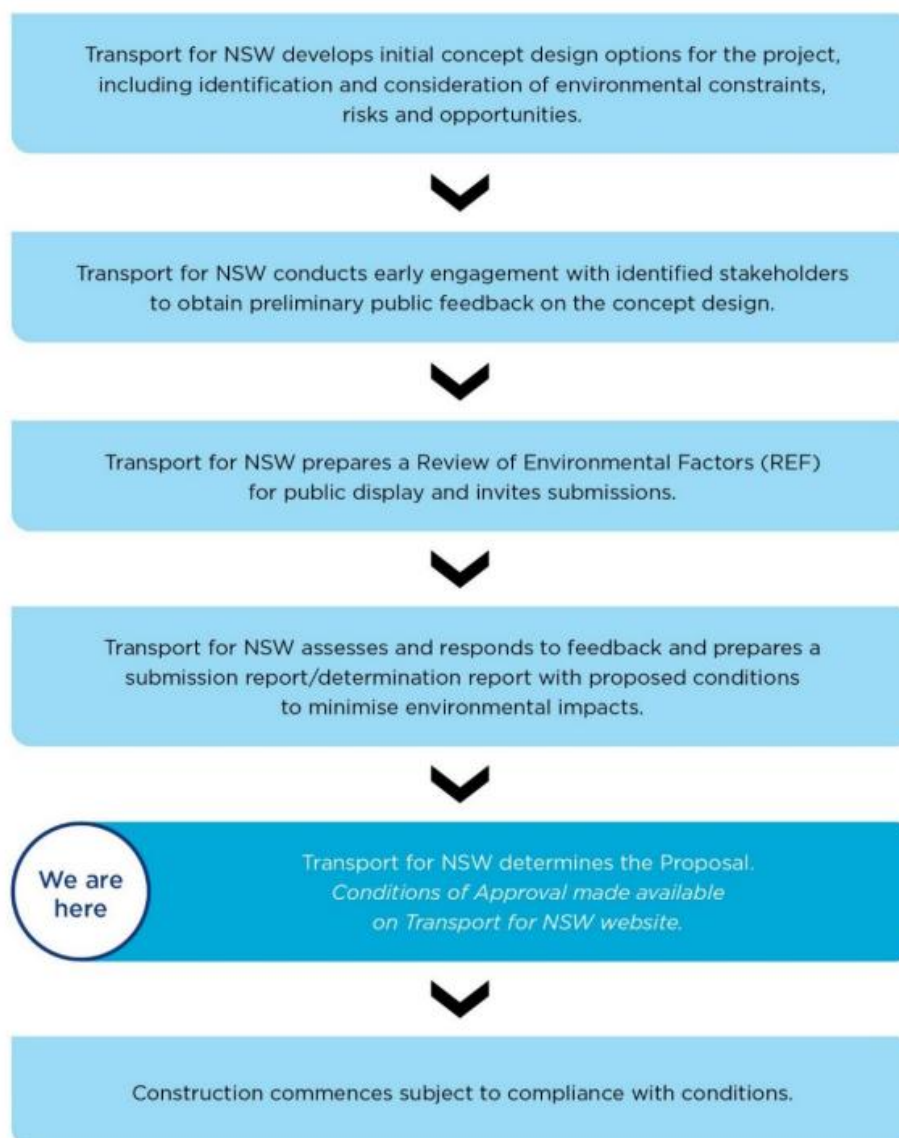 Transport for NSW develops initial concept design options for the project,
including identification and consideration of environmental constraints,
risks and opportunities.
Transport for NSW conducts early engagement with identified stakeholders
to obtain preliminary public feedback on the concept design.
Transport for NSW prepares a Review of Environmental Factors (REF)
for public display and invites submissions.
Transport for NSW assesses and responds to feedback and prepares a
submission report/determination report with proposed conditions
to minimise environmental impacts.
We are
here
Transport for NSW determines the Proposal.
Conditions of Approval made available
on Transport for NSW website.
Construction commences subject to compliance with conditions.